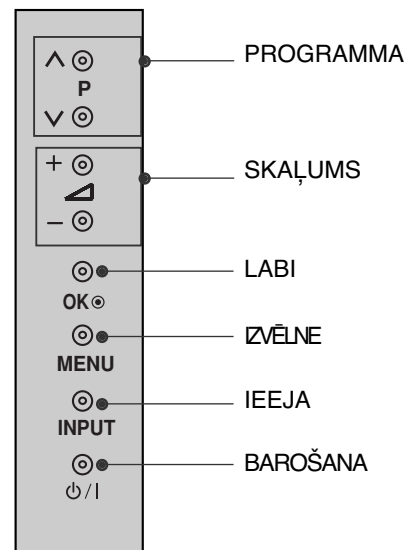 PROGRAMMA
P
+
SKAĻUMS
–
LABI
OK
IZVĒLNE
MENU
IEEJA
INPUT
BAROŠANA
⏻/I